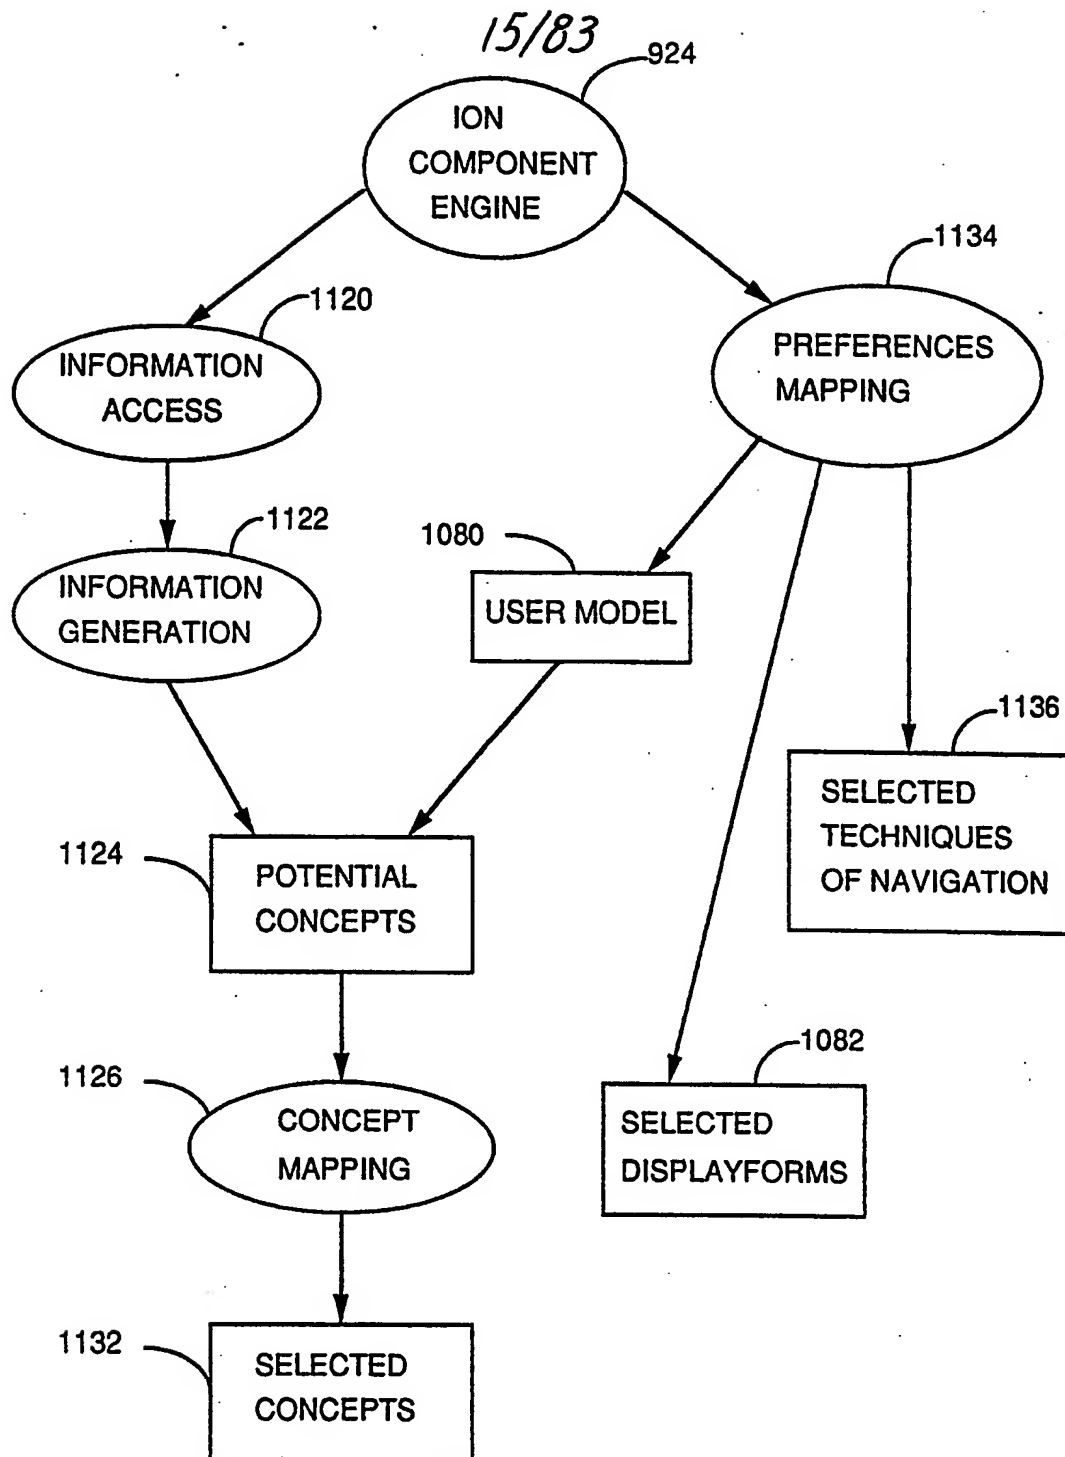 15/83
924
ION
COMPONENT
ENGINE
1134
1120
PREFERENCES
MAPPING
INFORMATION
ACCESS
1122
1080
INFORMATION
GENERATION
USER MODEL
1136
SELECTED
TECHNIQUES
OF NAVIGATION
1124
POTENTIAL
CONCEPTS
1082
1126
CONCEPT
MAPPING
SELECTED
DISPLAYFORMS
1132
SELECTED
CONCEPTS